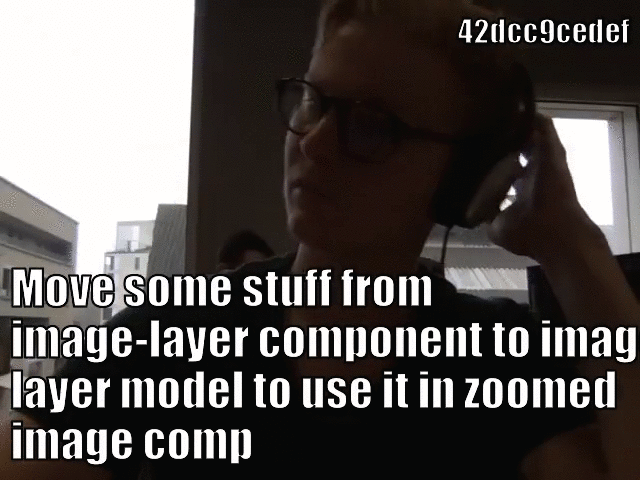 42dcc9cedef
Move some stuff from
image-layer component to imag
layer model to use it in zoomed
image comp